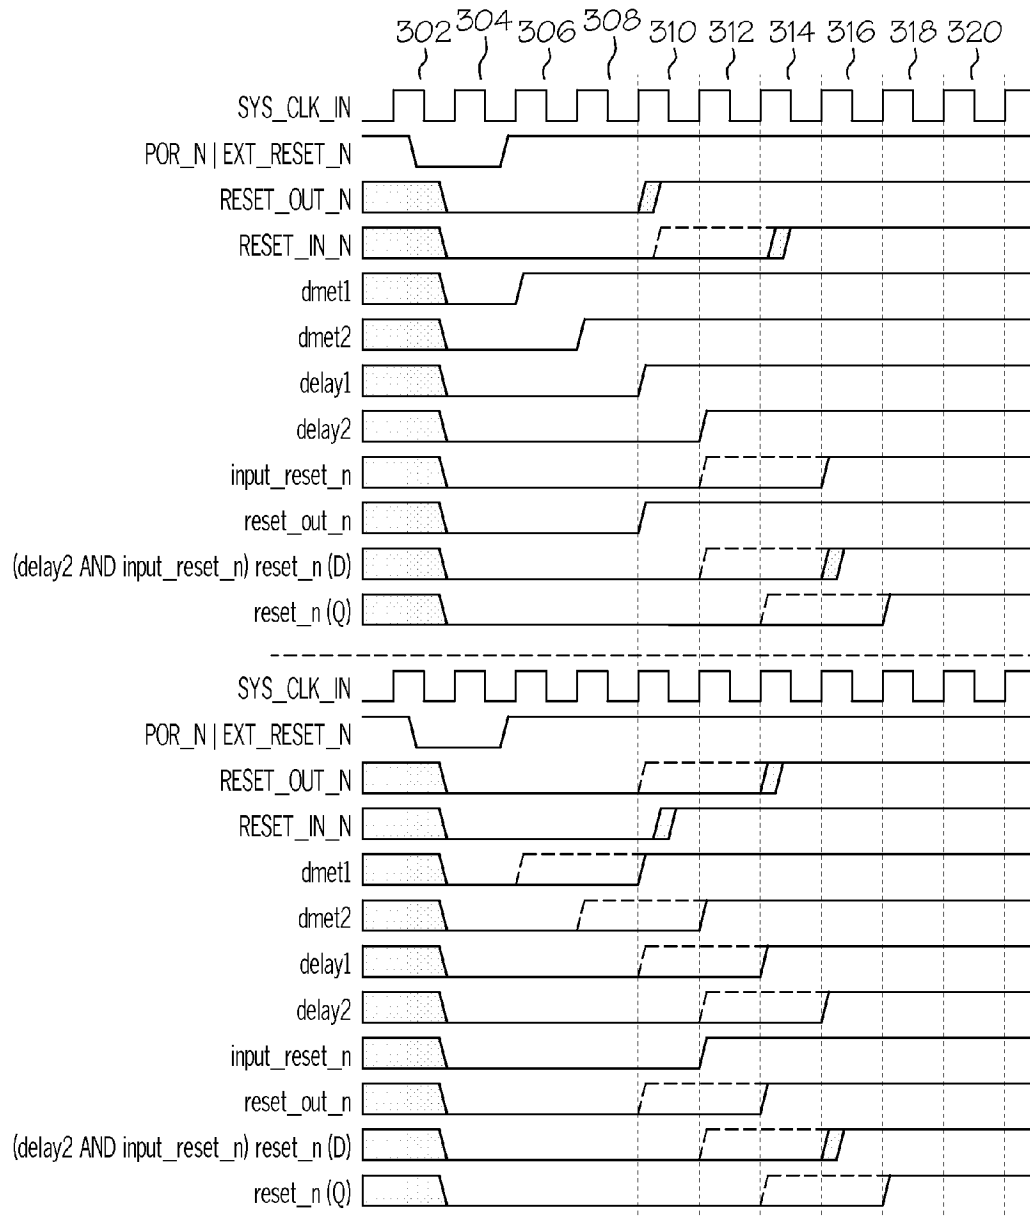 302 304 306 308 310 312 314 316 318 320
SYS_CLK_IN
POR_N | EXT_RESET_N
RESET_OUT_N
RESET_IN_N
dmet1
dmet2
delay1
delay2
input_reset_n
reset_out_n
(delay2 AND input_reset_n) reset_n (D)
reset_n (Q)
SYS_CLK_IN
POR_N | EXT_RESET_N
RESET_OUT_N
RESET_IN_N
dmet1
dmet2
delay1
delay2
input_reset_n
reset_out_n
(delay2 AND input_reset_n) reset_n (D)
reset_n (Q)